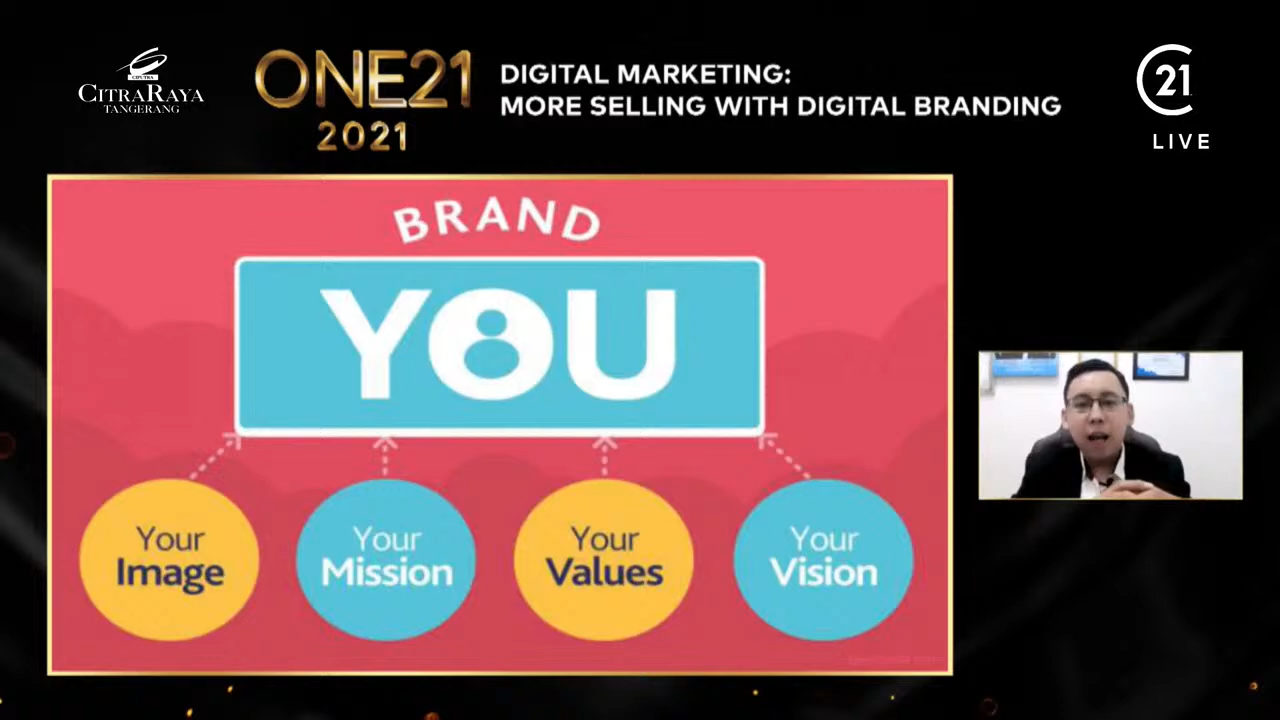 CIPUTRA
CITRARAYA
TANGERANG
ONE21
2021
DIGITAL MARKETING:
MORE SELLING WITH DIGITAL BRANDING
C21
LIVE
BRAND
YOU
Your
Image
Your
Mission
Your
Values
Your
Vision